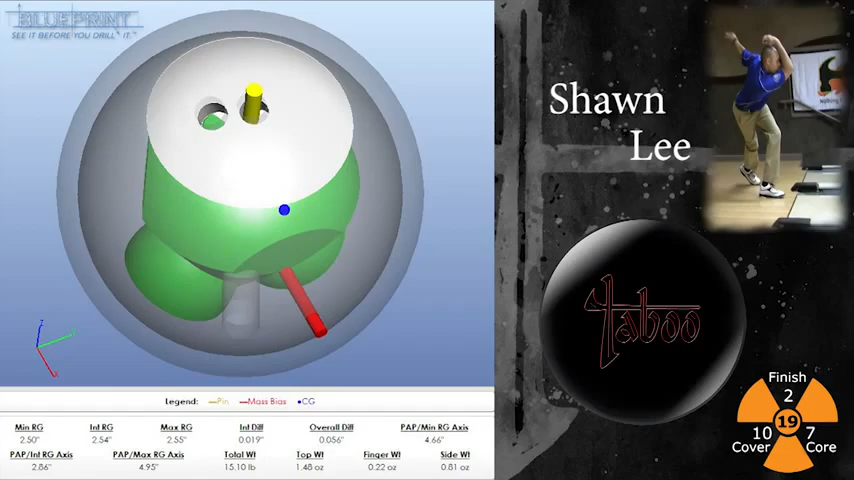 BLUEPRINT
SEE IT BEFORE YOU DRILL IT.
Shawn
Lee
taboo
Legend: Pin Mass Bias CG
Min RG Int RG Max RG Int Diff Overall Diff PAP/Min RG Axis
2.50" 2.54" 2.55" 0.019" 0.056" 4.66"
PAP/Int RG Axis PAP/Max RG Axis Total Wt Top Wt Finger Wt Side Wt
2.86" 4.95" 15.10 lb 1.48 oz 0.22 oz 0.81 oz
Finish
2
19
10 7
Cover Core